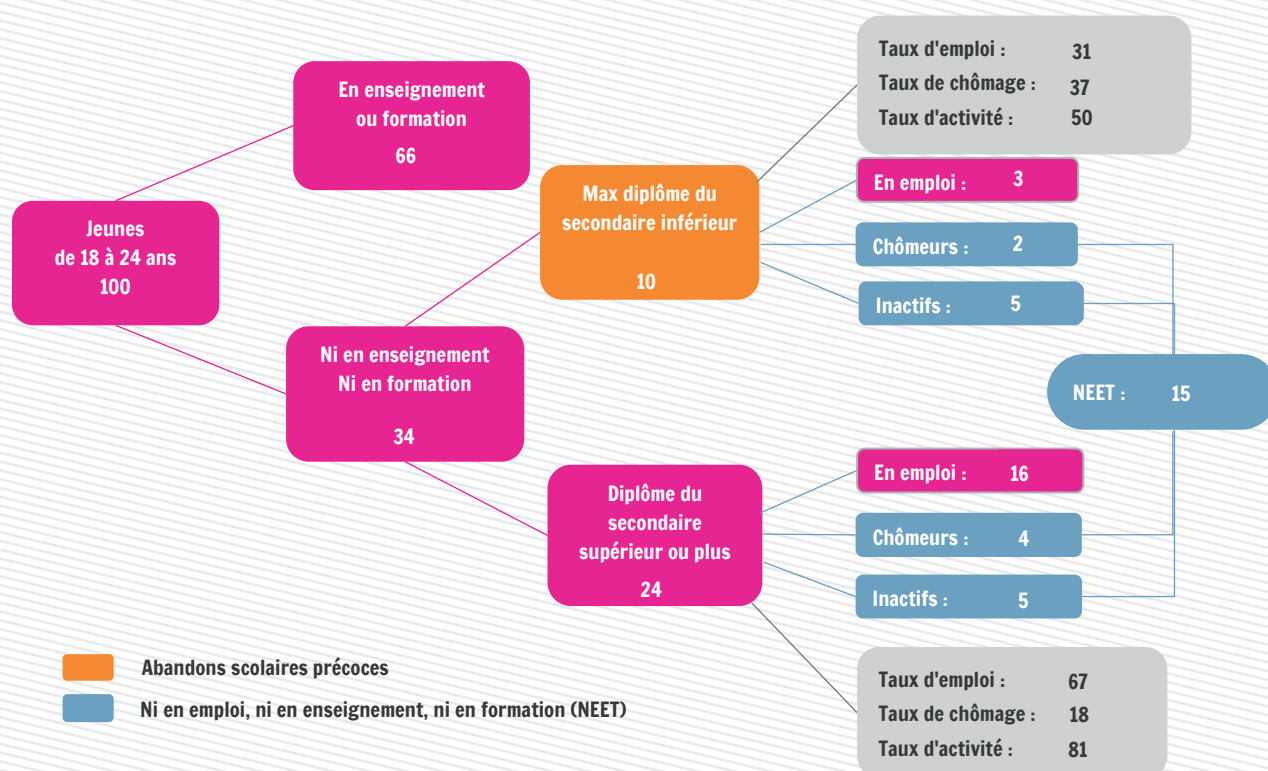 Jeunes
de 18 à 24 ans
100
En enseignement
ou formation
66
Ni en enseignement
Ni en formation
34
Max diplôme du
secondaire inférieur
10
Diplôme du
secondaire
supérieur ou plus
24
Taux d'emploi : 31
Taux de chômage : 37
Taux d'activité : 50
En emploi : 3
Chômeurs : 2
Inactifs : 5
NEET : 15
En emploi : 16
Chômeurs : 4
Inactifs : 5
Taux d'emploi : 67
Taux de chômage : 18
Taux d'activité : 81
Abandons scolaires précoces
Ni en emploi, ni en enseignement, ni en formation (NEET)